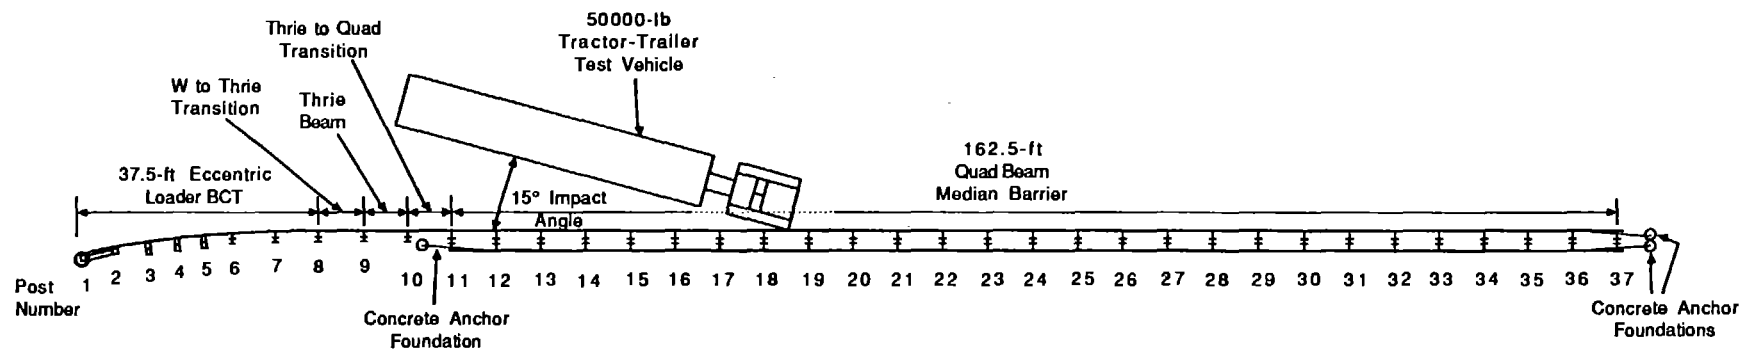 50000-lb
Tractor-Trailer
Test Vehicle
Thrie to Quad
Transition
W to Thrie
Transition
Thrie
Beam
37.5-ft Eccentric
Loader BCT
15° Impact
Angle
162.5-ft
Quad Beam
Median Barrier
Post
Number
1 2 3 4 5 6 7 8 9 10 11 12 13 14 15 16 17 18 19 20 21 22 23 24 25 26 27 28 29 30 31 32 33 34 35 36 37
Concrete Anchor
Foundation
Concrete Anchor
Foundations